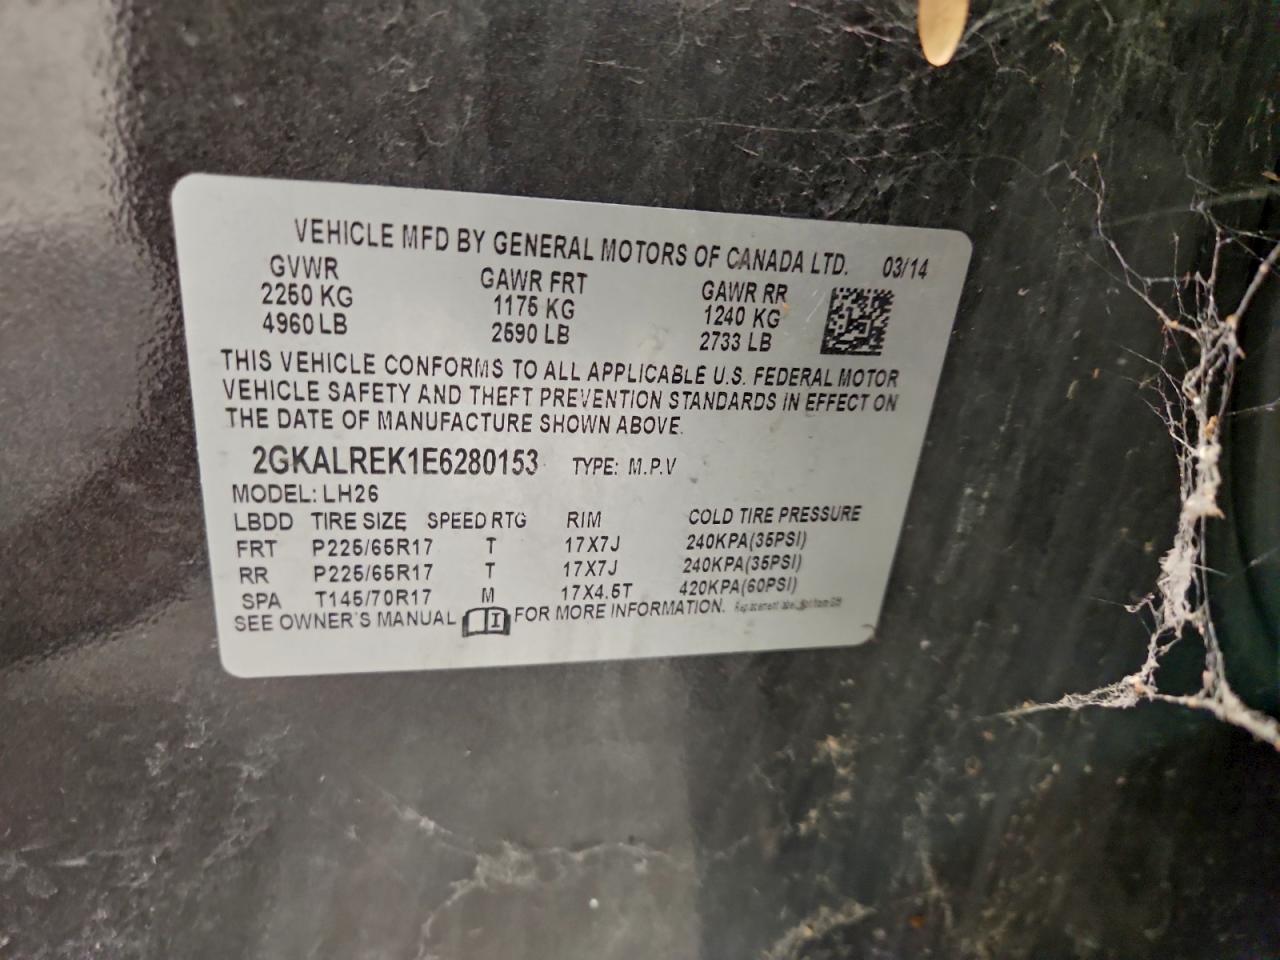 VEHICLE MFD BY GENERAL MOTORS OF CANADA LTD. 03/14
GVWR GAWR FRT GAWR RR
2250 KG 1175 KG 1240 KG
4960 LB 2590 LB 2733 LB
THIS VEHICLE CONFORMS TO ALL APPLICABLE U.S. FEDERAL MOTOR
VEHICLE SAFETY AND THEFT PREVENTION STANDARDS IN EFFECT ON
THE DATE OF MANUFACTURE SHOWN ABOVE.
2GKALREK1E6280153 TYPE: M.P.V
MODEL: LH26
LBDD TIRE SIZE SPEED RTG RIM COLD TIRE PRESSURE
FRT P225/65R17 T 17X7J 240KPA(35PSI)
RR P225/65R17 T 17X7J 240KPA(35PSI)
SPA T145/70R17 M 17X4.5T 420KPA(60PSI)
SEE OWNER'S MANUAL FOR MORE INFORMATION. Replacement label